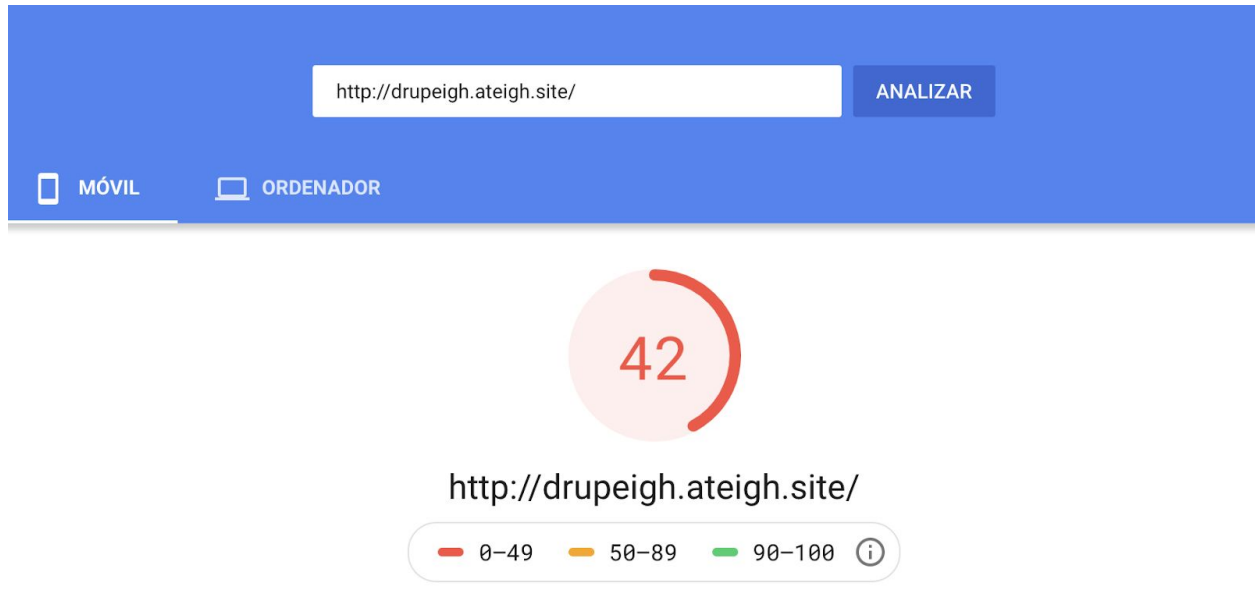 http://drupeigh.ateigh.site/ ANALIZAR
MÓVIL ORDENADOR
42
http://drupeigh.ateigh.site/
0–49 50–89 90–100